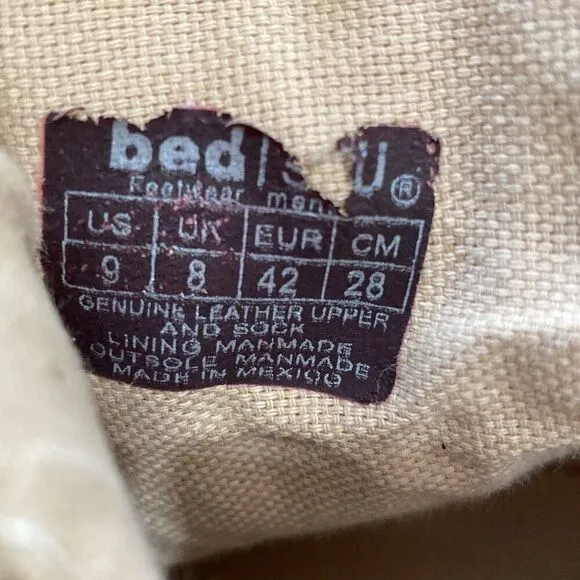 bed|STU®
Footwear men
US UK EUR CM
9 8 42 28
GENUINE LEATHER UPPER
AND SOCK
LINING MANMADE
OUTSOLE MANMADE
MADE IN MEXICO